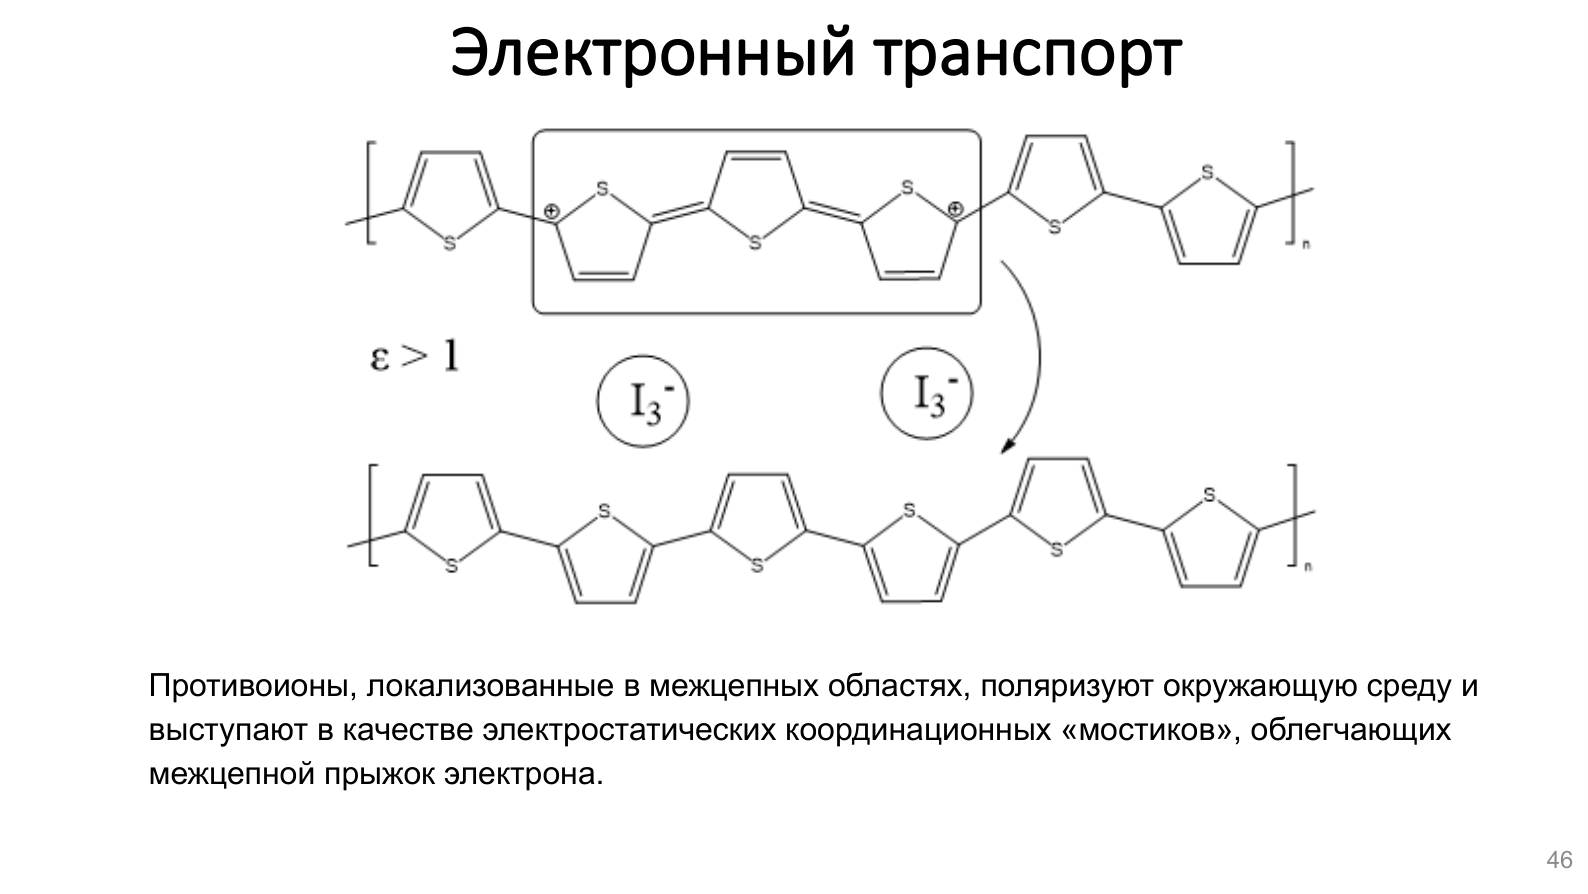 Электронный транспорт
S S S S S S
⊕ ⊕
n
ε > 1
I₃⁻ I₃⁻
S S S S S S
n
Противоионы, локализованные в межцепных областях, поляризуют окружающую среду и
выступают в качестве электростатических координационных «мостиков», облегчающих
межцепной прыжок электрона.
46